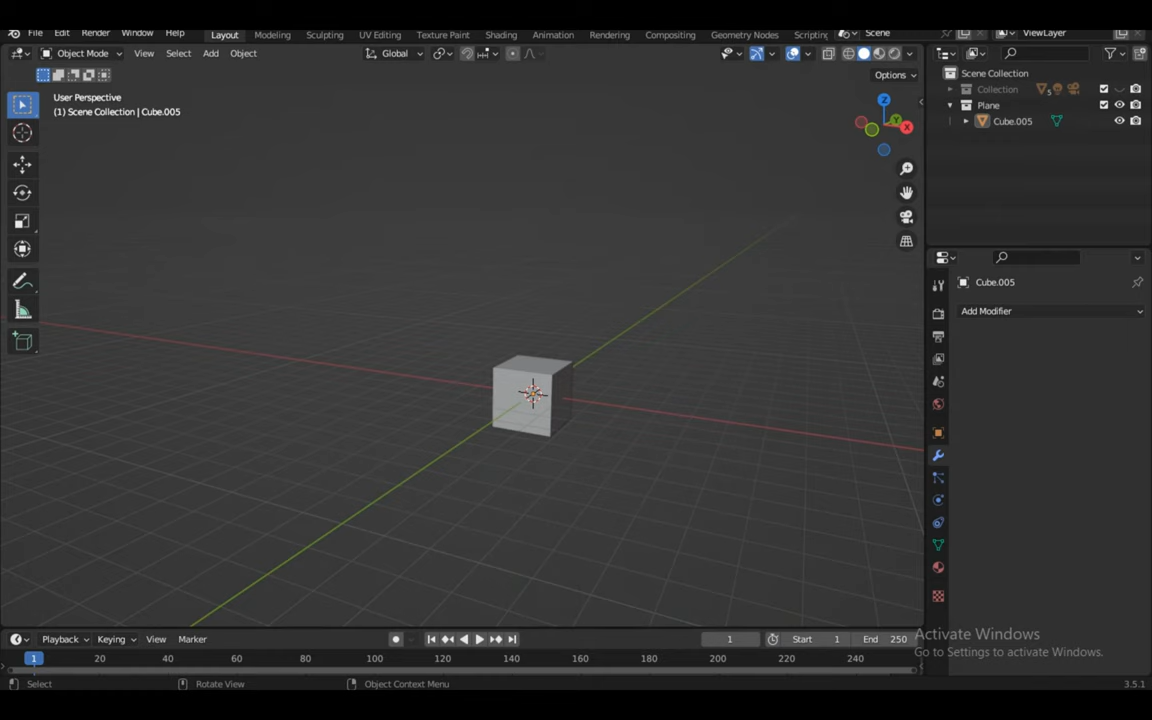 File Edit Render Window Help Layout Modeling Sculpting UV Editing Texture Paint Shading Animation Rendering Compositing Geometry Nodes Scripting Scene ViewLayer
Object Mode View Select Add Object Global
Options
User Perspective
(1) Scene Collection | Cube.005
Z
Y
X
Scene Collection
Collection 5
Plane
Cube.005
Cube.005
Add Modifier
Playback Keying View Marker 1 Start 1 End 250
1 20 40 60 80 100 120 140 160 180 200 220 240
Activate Windows
Go to Settings to activate Windows.
Select Rotate View Object Context Menu 3.5.1